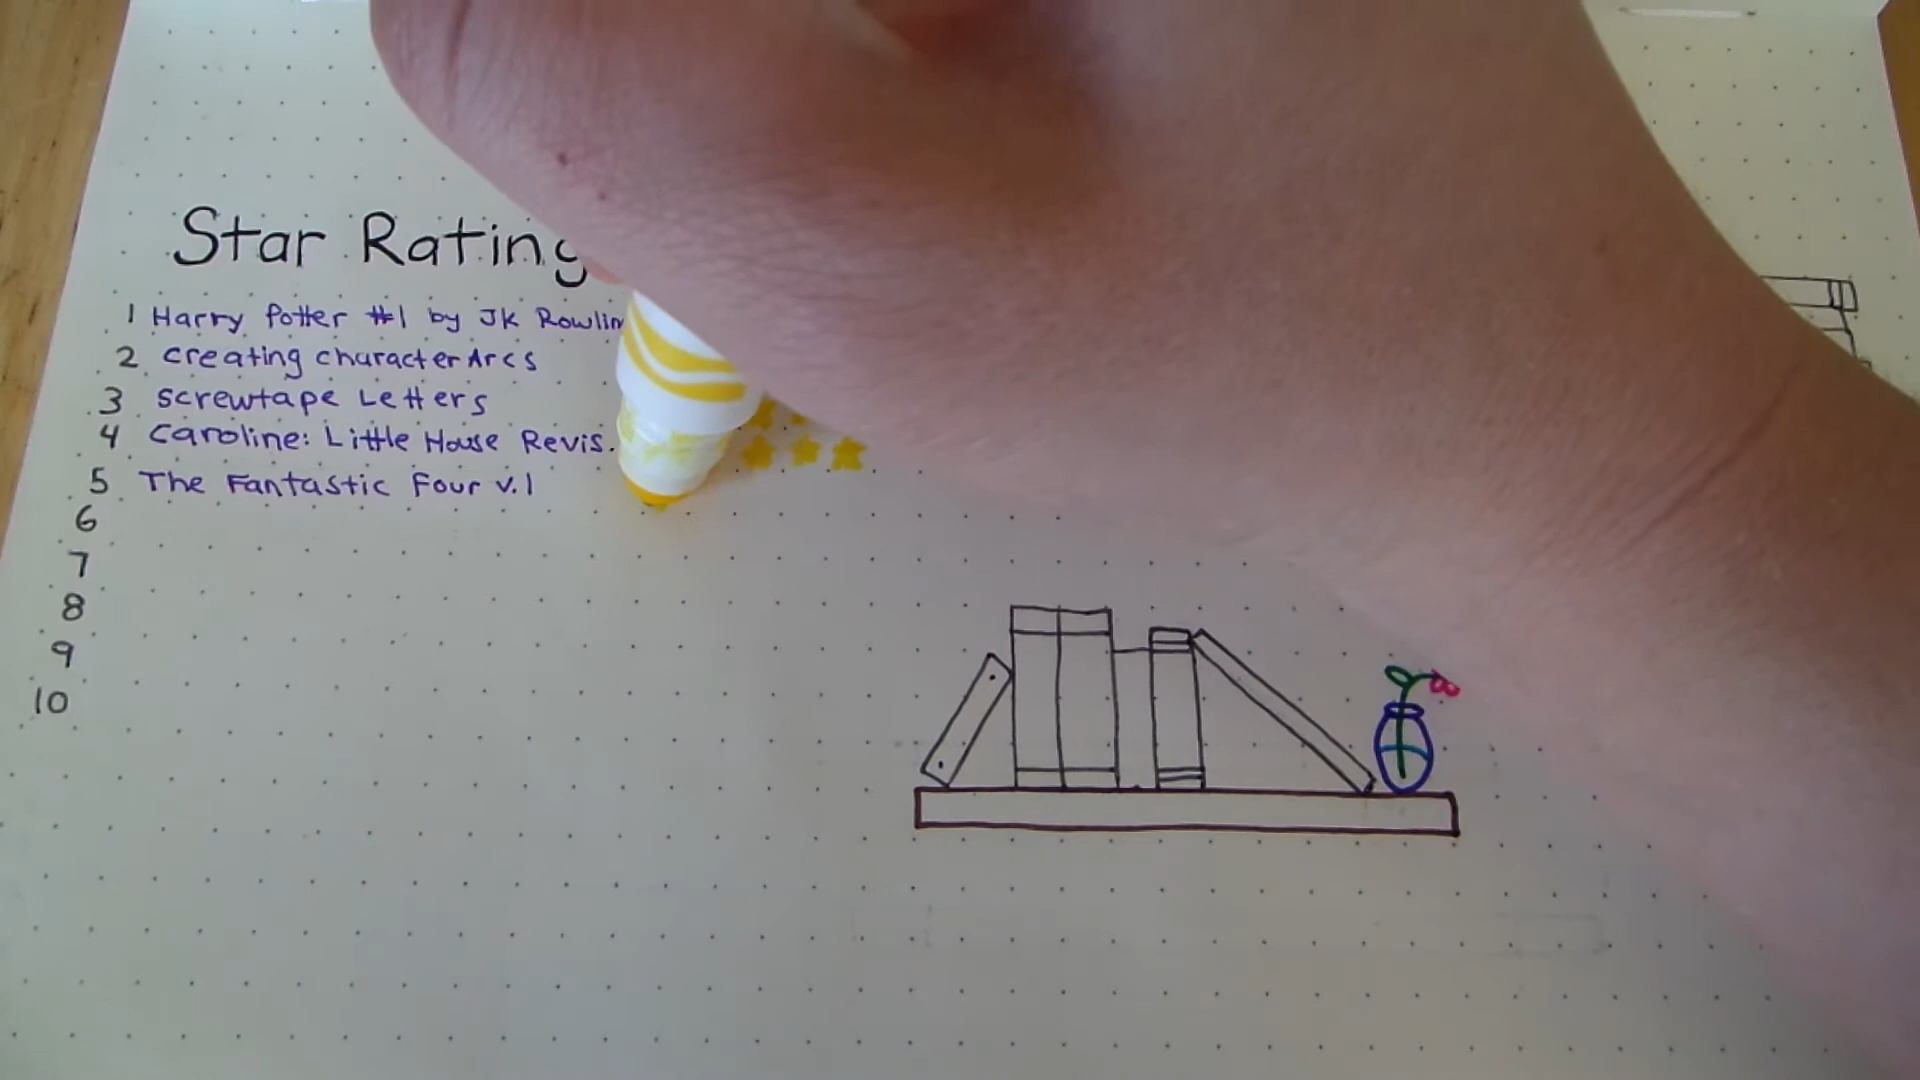 Star Rating
1 Harry Potter #1 by JK Rowlin
2 creating character Arcs
3 screwtape Letters
4 Caroline: Little House Revis.
5 The Fantastic Four v.1
6
7
8
9
10